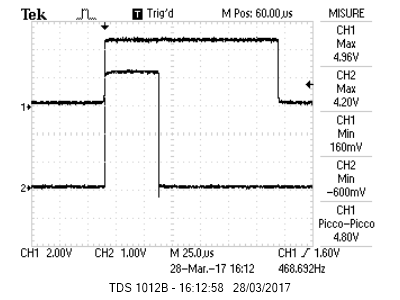 Tek T Trig'd M Pos: 60.00µs MISURE
CH1
Max
4.96V
CH2
Max
4.20V
CH1
Min
160mV
CH2
Min
-600mV
CH1
Picco-Picco
4.80V
1
2
CH1 2.00V CH2 1.00V M 25.0µs CH1 1.60V
28-Mar.-17 16:12 468.692Hz
TDS 1012B - 16:12:58 28/03/2017